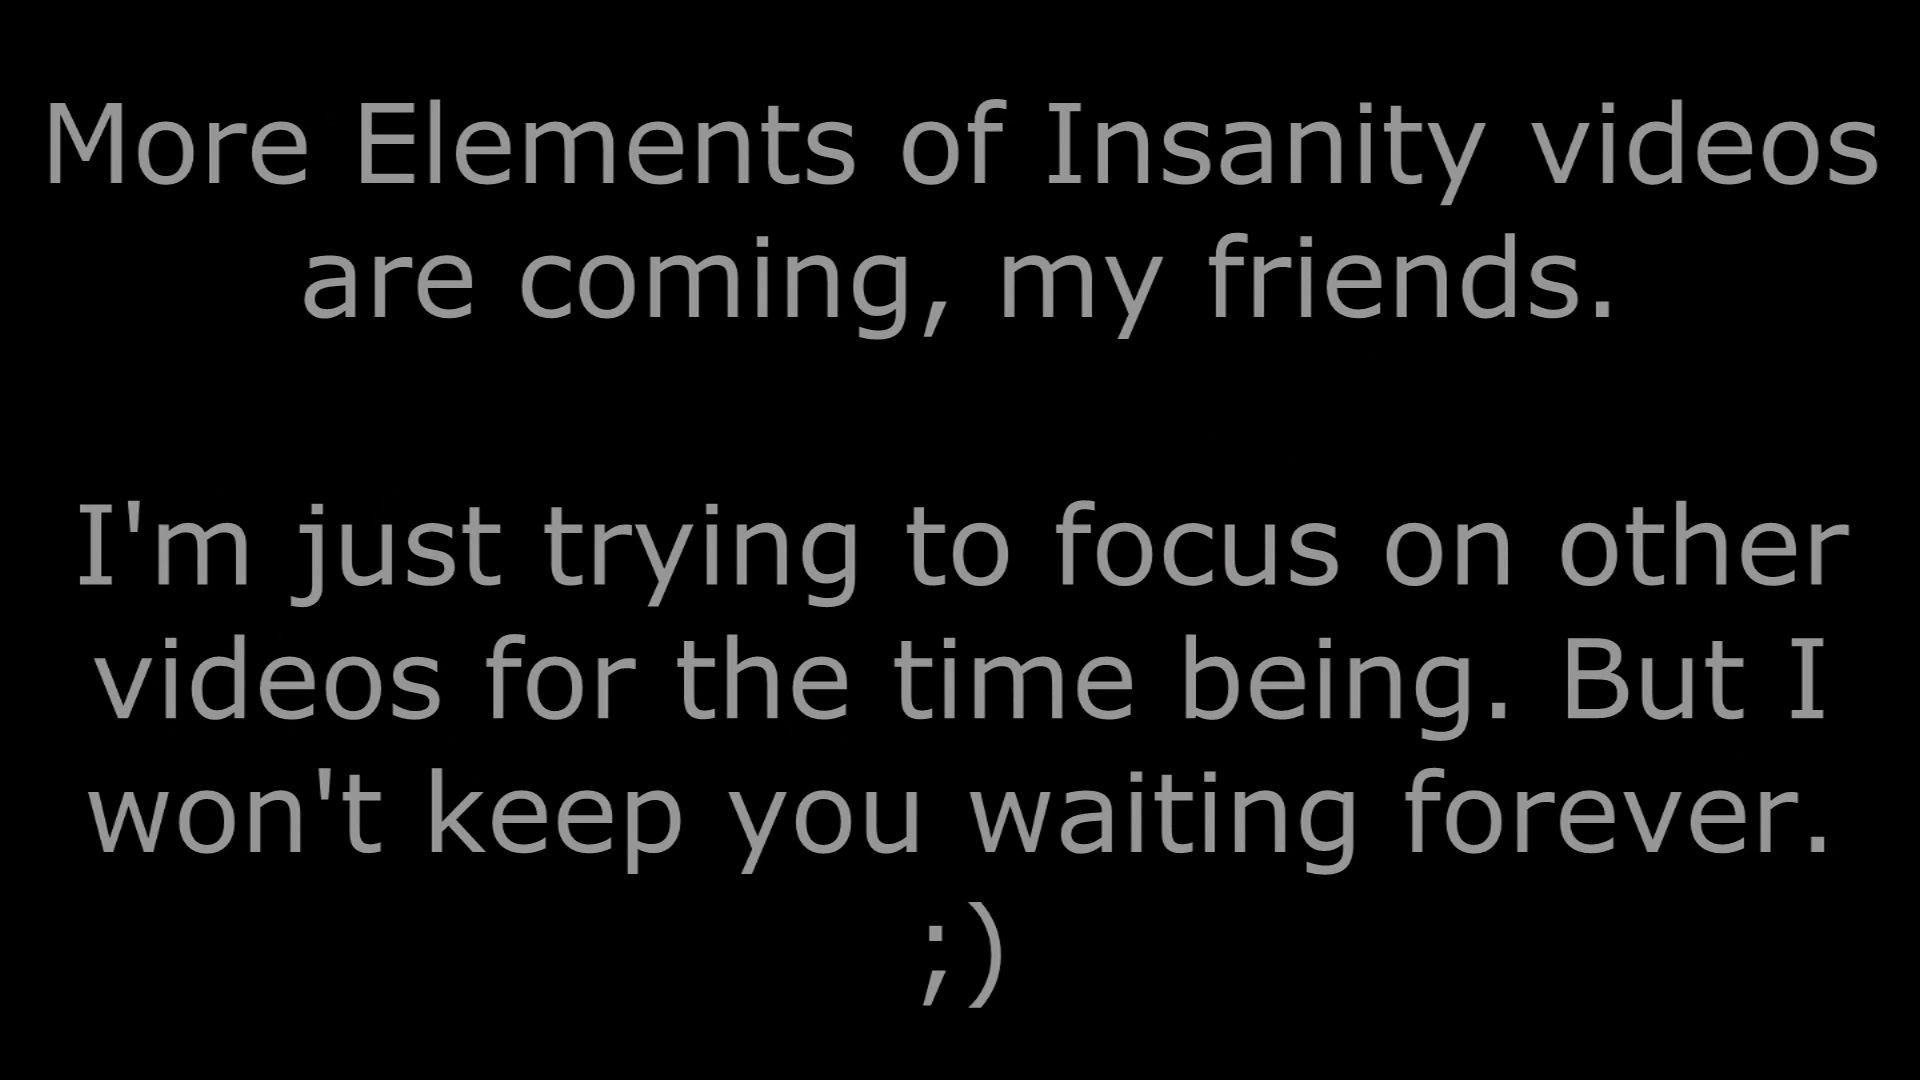 More Elements of Insanity videos
are coming, my friends.
I'm just trying to focus on other
videos for the time being. But I
won't keep you waiting forever.
;)